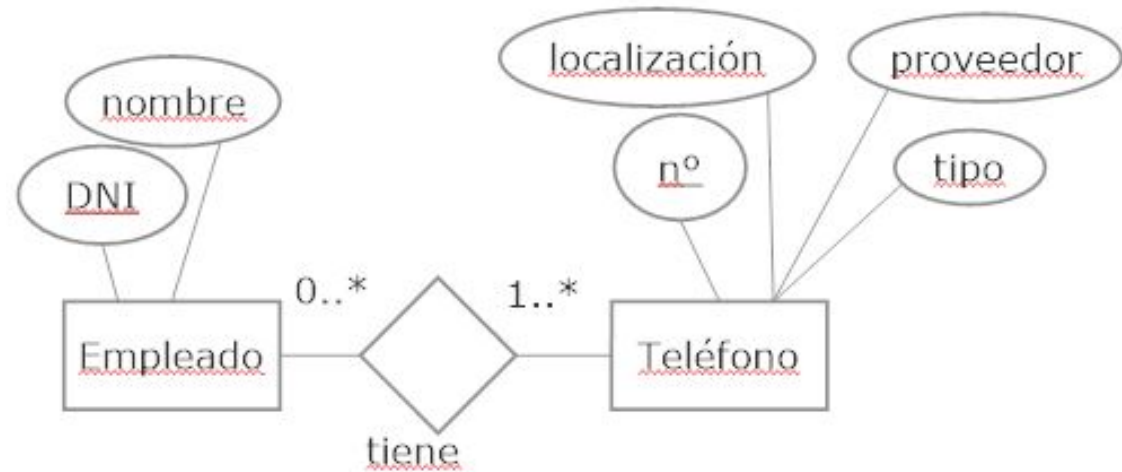 localización
proveedor
nombre
nº
tipo
DNI
0..*
1..*
Empleado
Teléfono
tiene